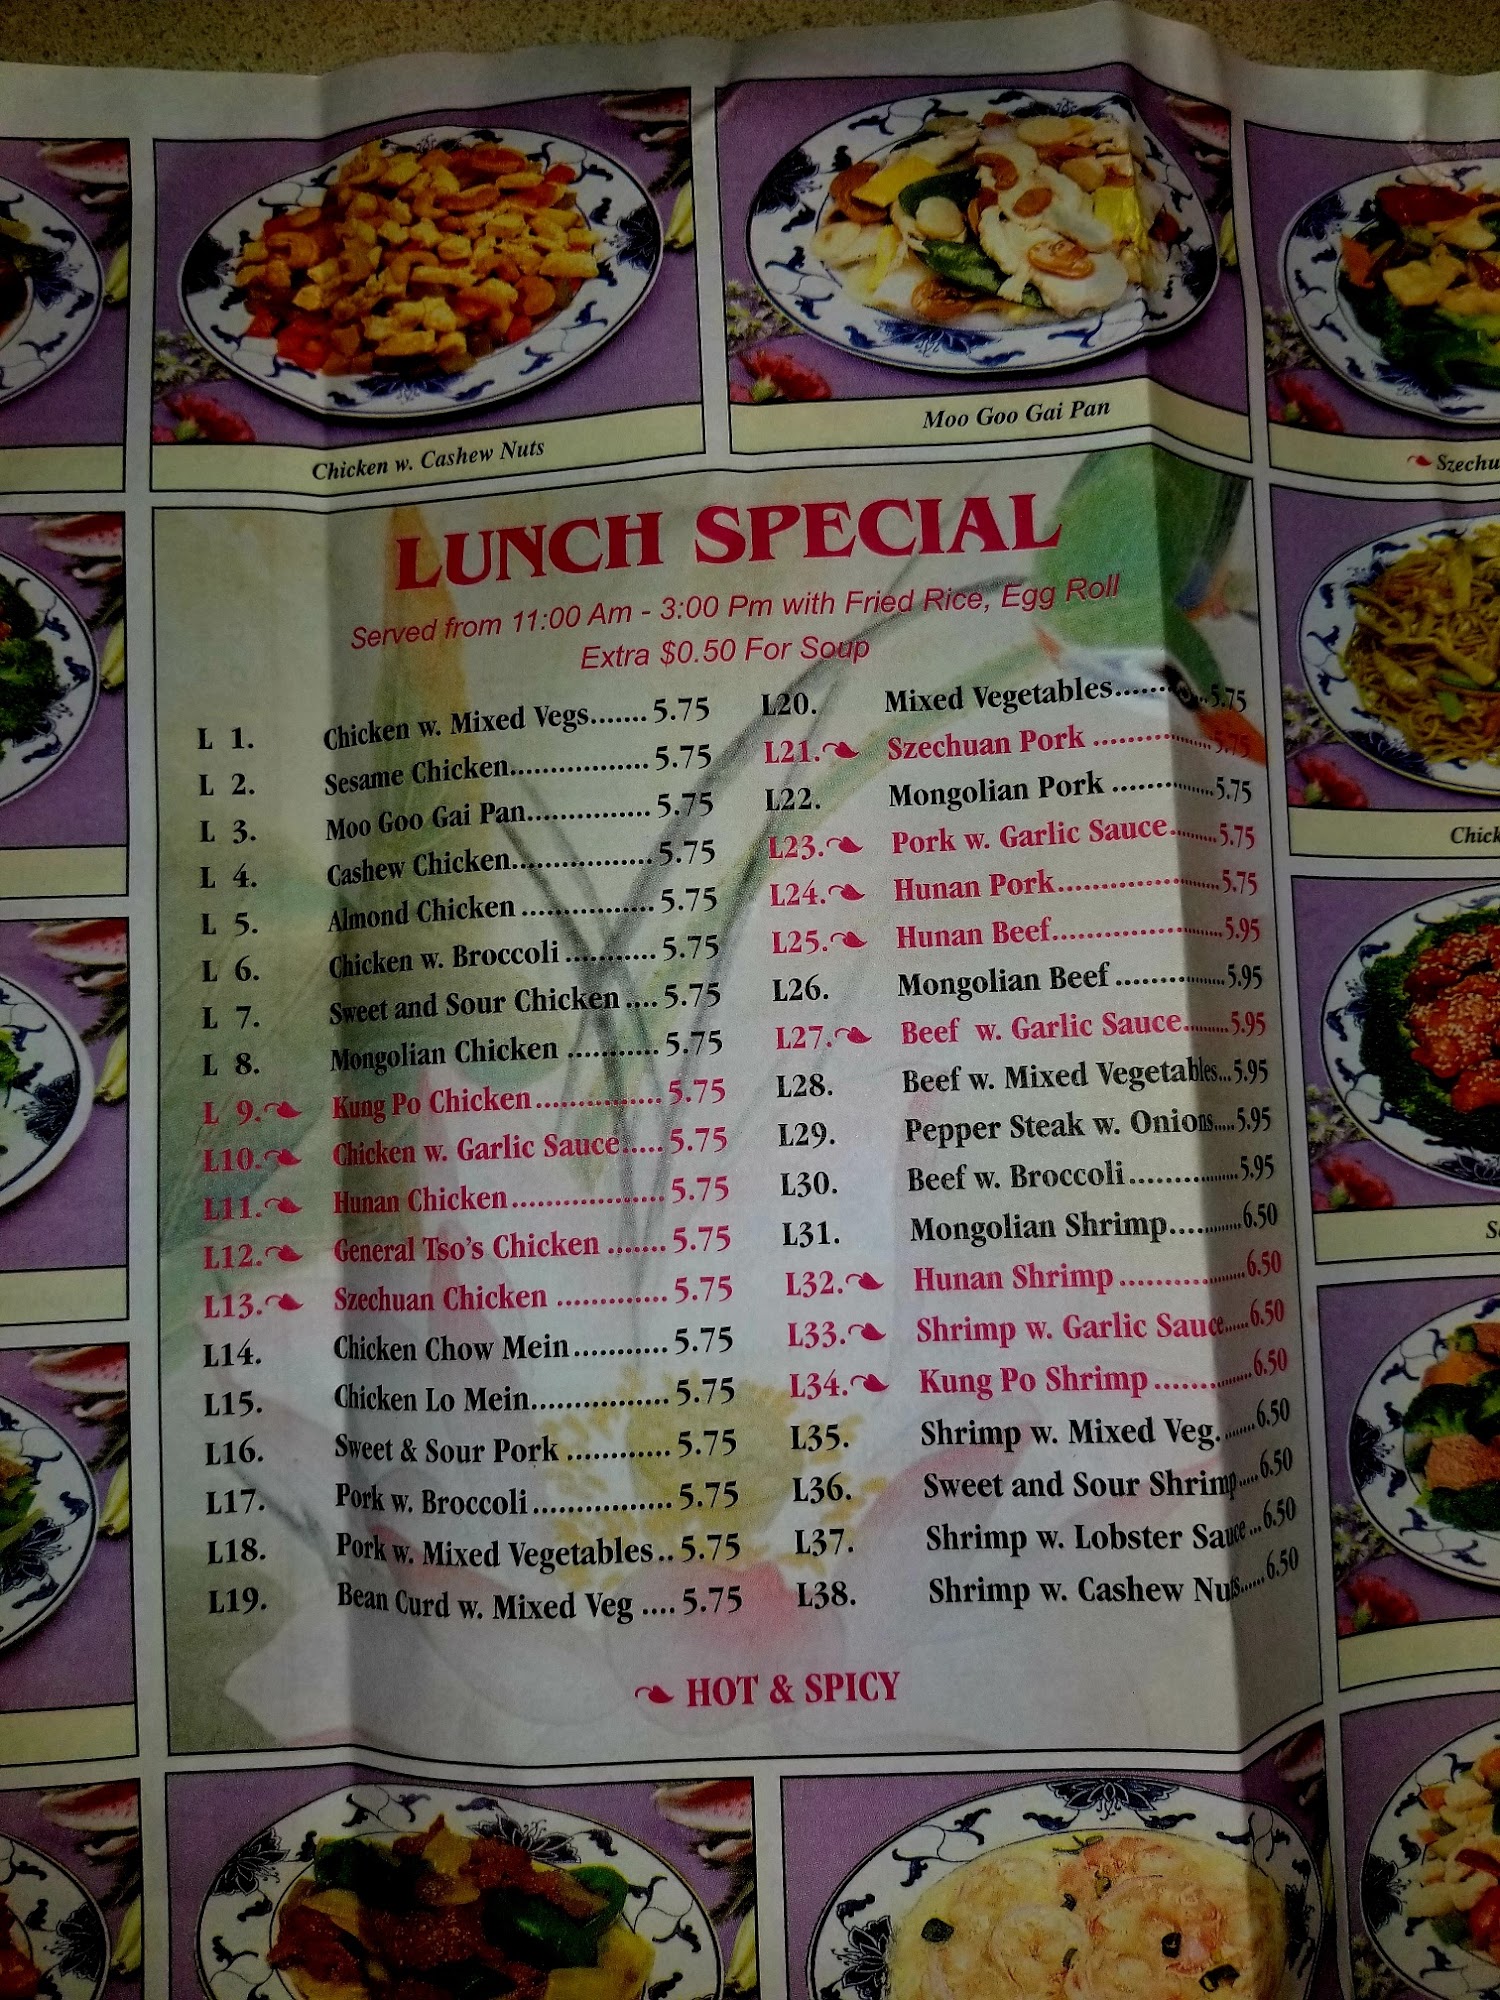 Chicken w. Cashew Nuts
Moo Goo Gai Pan
Szechu
LUNCH SPECIAL
Served from 11:00 Am - 3:00 Pm with Fried Rice, Egg Roll
Extra $0.50 For Soup
L 1. Chicken w. Mixed Vegs.......5.75
L 2. Sesame Chicken.................5.75
L 3. Moo Goo Gai Pan...............5.75
L 4. Cashew Chicken.................5.75
L 5. Almond Chicken ................5.75
L 6. Chicken w. Broccoli ...........5.75
L 7. Sweet and Sour Chicken ....5.75
L 8. Mongolian Chicken ...........5.75
L 9. Kung Po Chicken...............5.75
L10. Chicken w. Garlic Sauce.....5.75
L11. Hunan Chicken..................5.75
L12. General Tso's Chicken .......5.75
L13. Szechuan Chicken .............5.75
L14. Chicken Chow Mein...........5.75
L15. Chicken Lo Mein................5.75
L16. Sweet & Sour Pork ............5.75
L17. Pork w. Broccoli................5.75
L18. Pork w. Mixed Vegetables..5.75
L19. Bean Curd w. Mixed Veg ....5.75
L20. Mixed Vegetables............5.75
L21. Szechuan Pork ...............5.75
L22. Mongolian Pork .............5.75
L23. Pork w. Garlic Sauce.........5.75
L24. Hunan Pork...................5.75
L25. Hunan Beef...................5.95
L26. Mongolian Beef .............5.95
L27. Beef w. Garlic Sauce.........5.95
L28. Beef w. Mixed Vegetables...5.95
L29. Pepper Steak w. Onions.....5.95
L30. Beef w. Broccoli..............5.95
L31. Mongolian Shrimp...........6.50
L32. Hunan Shrimp ................6.50
L33. Shrimp w. Garlic Sauce.....6.50
L34. Kung Po Shrimp .............6.50
L35. Shrimp w. Mixed Veg. .......6.50
L36. Sweet and Sour Shrimp.....6.50
L37. Shrimp w. Lobster Sauce...6.50
L38. Shrimp w. Cashew Nuts......6.50
HOT & SPICY
Chick